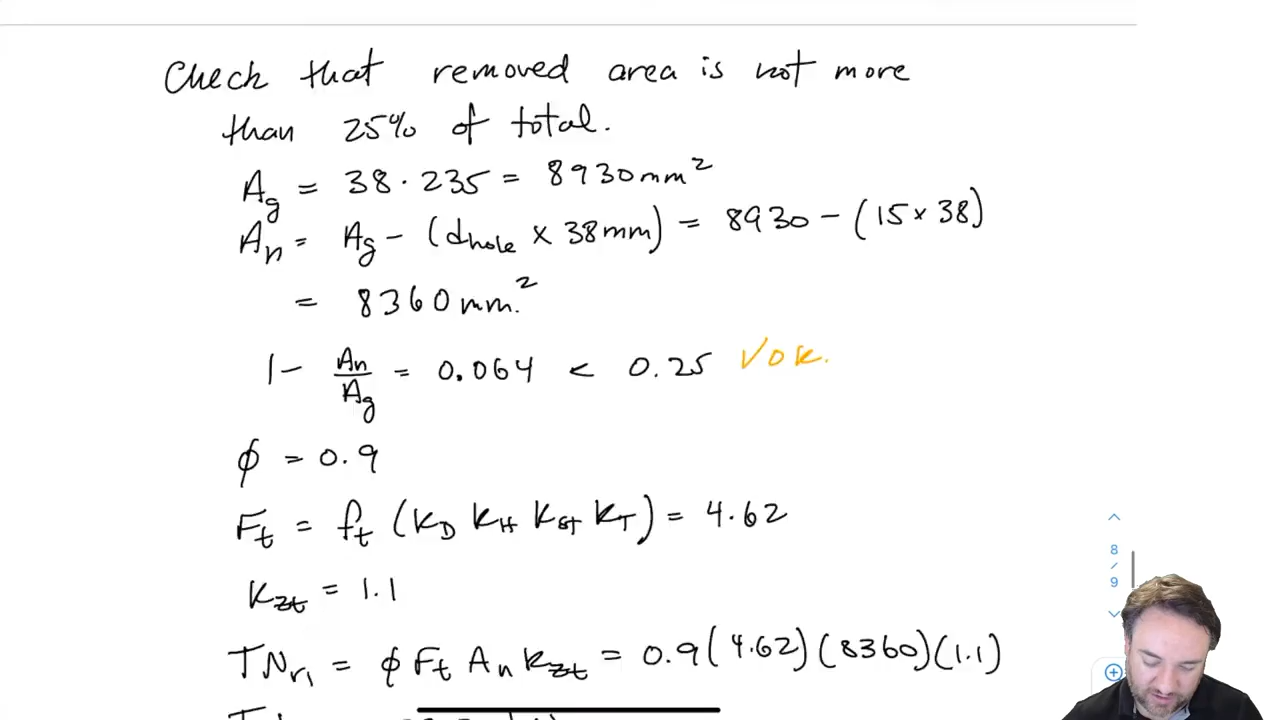 Check that removed area is not more
than 25% of total.
Ag = 38 · 235 = 8930 mm²
An = Ag - (dhole × 38mm) = 8930 - (15 × 38)
= 8360 mm.²
1 - An/Ag = 0.064 < 0.25 √ OK.
ϕ = 0.9
Ft = ft (KD KH KSt KT) = 4.62
Kzt = 1.1
TNr1 = ϕ Ft An Kzt = 0.9 (4.62)(8360)(1.1)
8
/
9